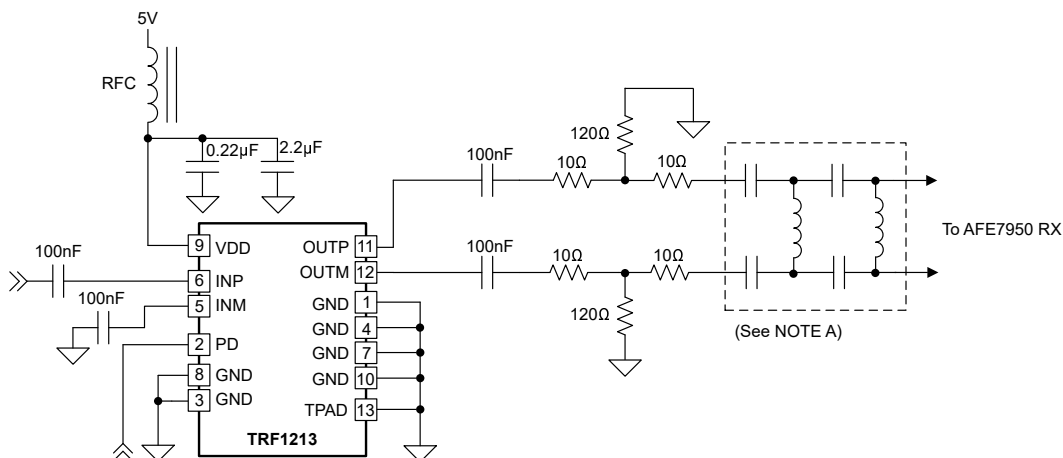 5V
RFC
0.22µF
2.2µF
100nF
100nF
9 VDD
6 INP
5 INM
2 PD
8 GND
3 GND
OUTP 11
OUTM 12
GND 1
GND 4
GND 7
GND 10
TPAD 13
TRF1213
100nF
10Ω
120Ω
10Ω
100nF
10Ω
10Ω
120Ω
To AFE7950 RX
(See NOTE A)